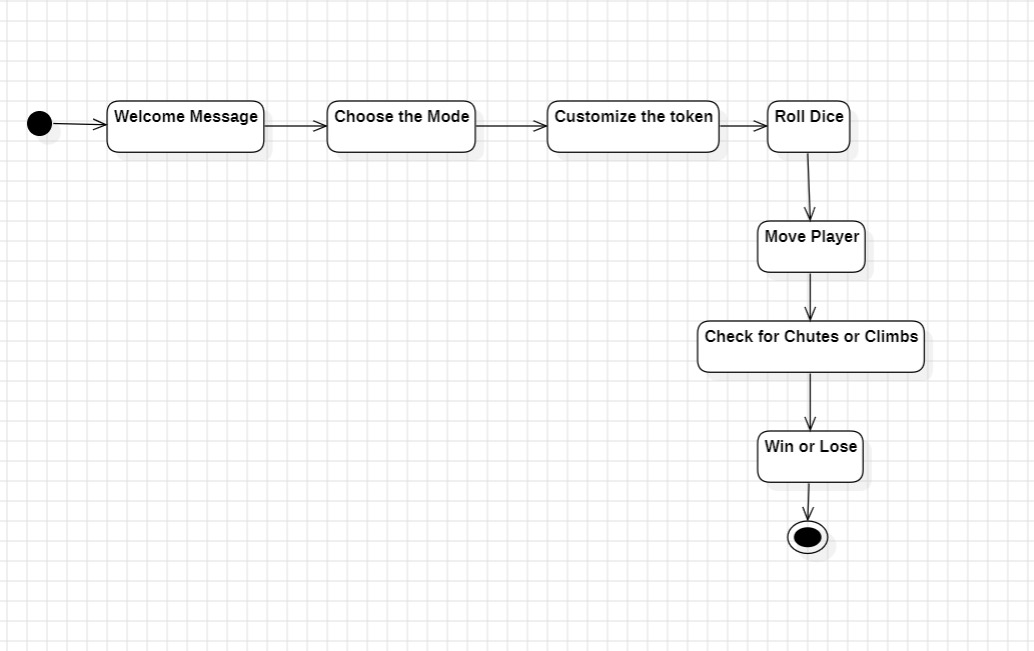 Welcome Message
Choose the Mode
Customize the token
Roll Dice
Move Player
Check for Chutes or Climbs
Win or Lose